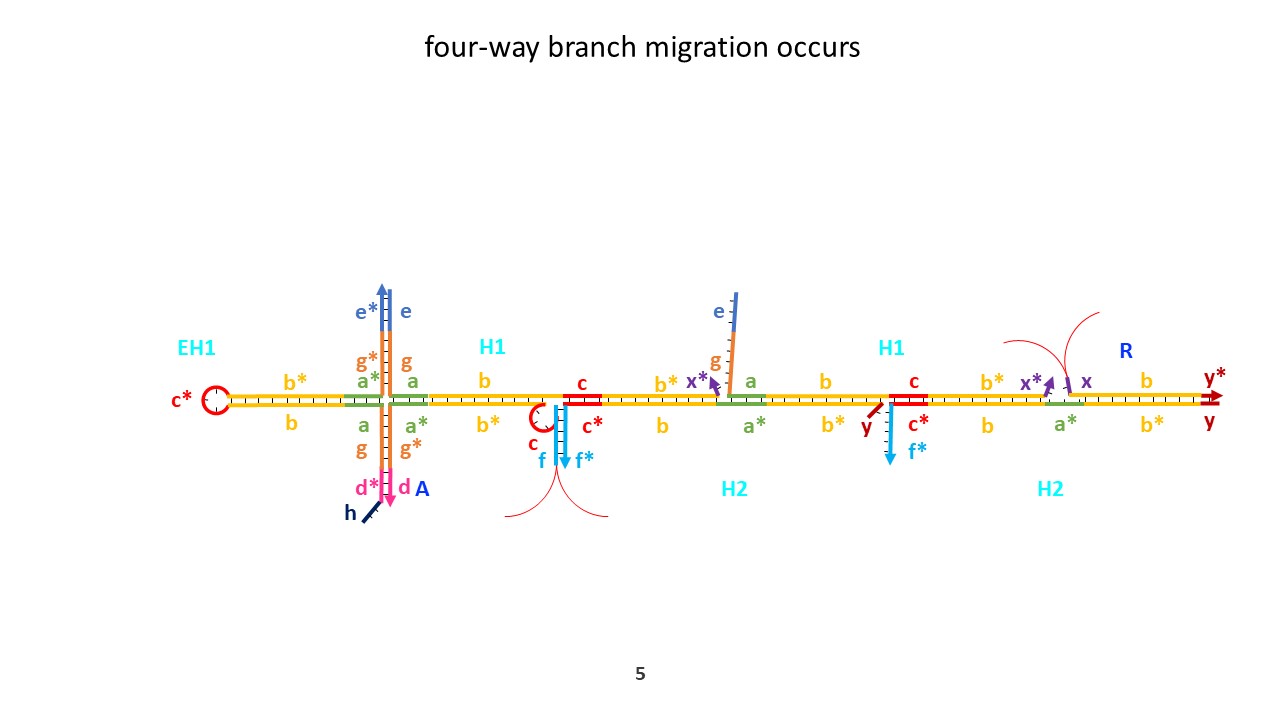 four-way branch migration occurs
e* e
e
EH1
H1
H1
R
g* g
g
b* a* a b c b* x* a b c b* x* x b y*
c*
b a a* b* c* b a* b* y c* b a* b* y
c
g g*
f f*
f*
d* d A
H2
H2
h
5